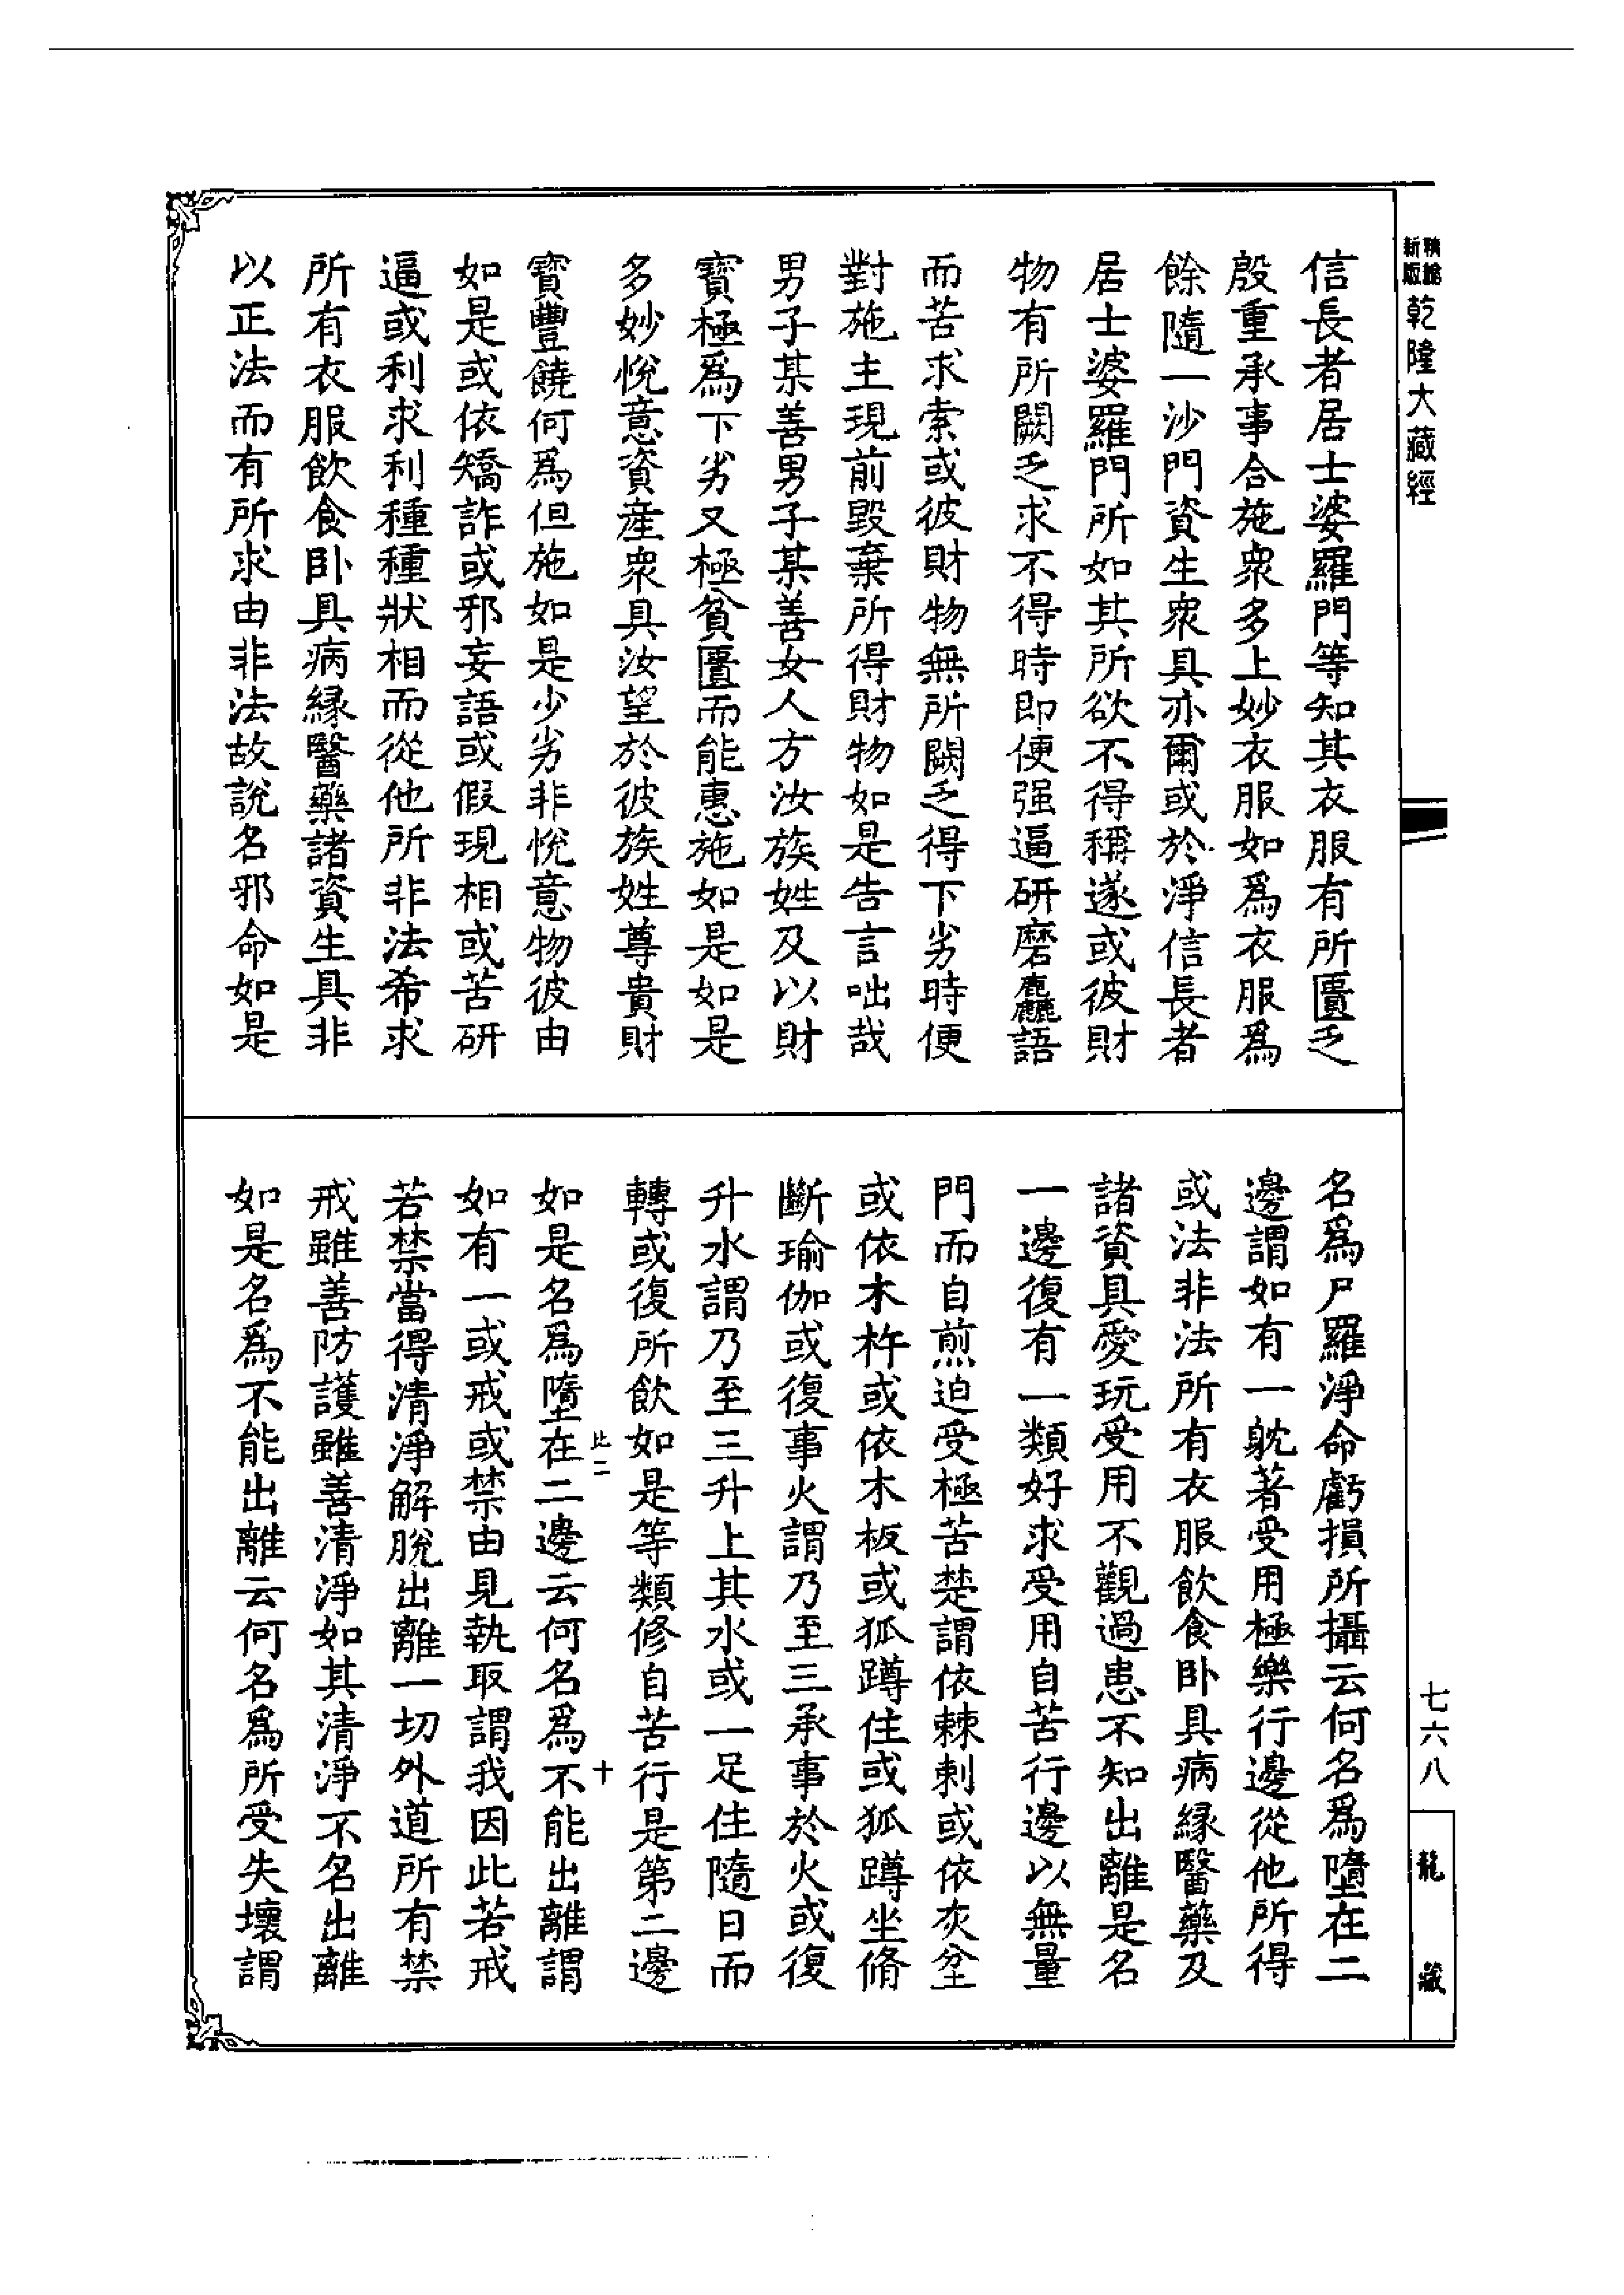 精繕
新版
乾隆大藏經
信長者居士婆羅門等知其衣服有所匱乏
殷重承事合施衆多上妙衣服如爲衣服爲
餘隨一沙門資生衆具亦爾或於淨信長者
居士婆羅門所如其所欲不得稱遂或彼財
物有所闕乏求不得時即便强逼研磨麤語
而苦求索或彼財物無所闕乏得下劣時便
對施主現前毀棄所得財物如是告言咄哉
男子某善男子某善女人方汝族姓及以財
寶極爲下劣又極貧匱而能惠施如是如是
多妙悅意資産衆具汝望於彼族姓尊貴財
寶豐饒何爲但施如是少劣非悅意物彼由
如是或依矯詐或邪妄語或假現相或苦研
逼或利求利種種狀相而從他所非法希求
所有衣服飲食卧具病緣醫藥諸資生具非
以正法而有所求由非法故說名邪命如是
名爲尸羅淨命虧損所攝云何名爲墮在二
邊謂如有一躭著受用極樂行邊從他所得
或法非法所有衣服飲食卧具病緣醫藥及
諸資具愛玩受用不觀過患不知出離是名
一邊復有一類好求受用自苦行邊以無量
門而自煎迫受極苦楚謂依棘刺或依灰坌
或依木杵或依木板或狐蹲住或狐蹲坐脩
斷瑜伽或復事火謂乃至三承事於火或復
升水謂乃至三升上其水或一足住隨日而
轉或復所飲如是等類修自苦行是第二邊
如是名爲墮在二邊云何名爲不能出離謂
此二
十
如有一或戒或禁由見執取謂我因此若戒
若禁當得清淨解脫出離一切外道所有禁
戒雖善防護雖善清淨如其清淨不名出離
如是名爲不能出離云何名爲所受失壞謂
七六八
龍藏